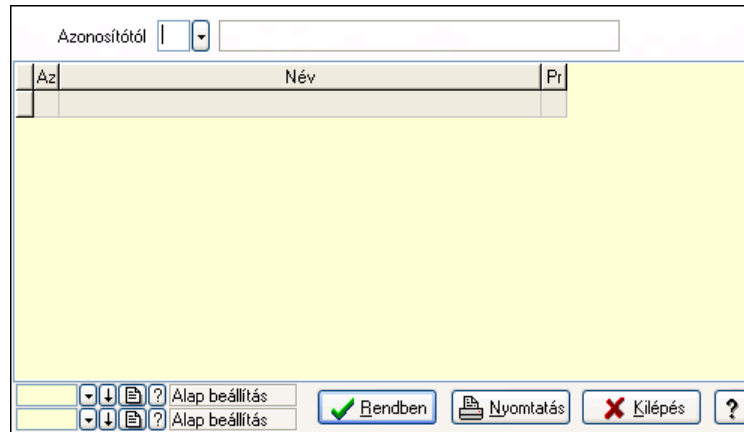 Azonosítótól
Az Név Pr
? Alap beállítás
? Alap beállítás
Rendben Nyomtatás Kilépés ?